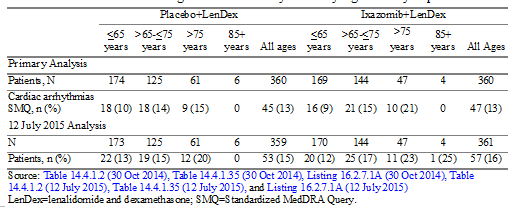 Placebo+LenDex Ixazomib+LenDex
≤65 years >65-≤75 years >75 years 85+ years All Ages ≤65 years >65-≤75 years >75 years 85+ years All Ages
Primary Analysis
Patients, N 174 125 61 6 360 169 144 47 4 360
Cardiac arrhythmias
SMQ, n (%) 18 (10) 18 (14) 9 (15) 0 45 (13) 16 (9) 21 (15) 10 (21) 0 47 (13)
12 July 2015 Analysis
N 173 125 61 6 359 170 144 47 4 361
Patients, n (%) 22 (13) 19 (15) 12 (20) 0 53 (15) 20 (12) 25 (17) 11 (23) 1 (25) 57 (16)
Source: Table 14.4.1.2 (30 Oct 2014), Table 14.4.1.35 (30 Oct 2014), Listing 16.2.7.1A (30 Oct 2014), Table
14.4.1.2 (12 July 2015), Table 14.4.1.35 (12 July 2015), and Listing 16.2.7.1A (12 July 2015)
LenDex=lenalidomide and dexamethasone; SMQ=Standardized MedDRA Query.